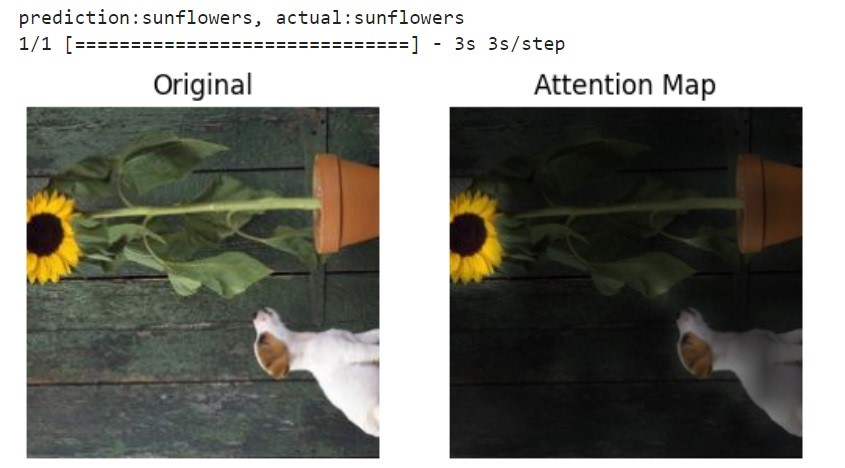 prediction:sunflowers, actual:sunflowers
1/1 [==============================] - 3s 3s/step
Original
Attention Map